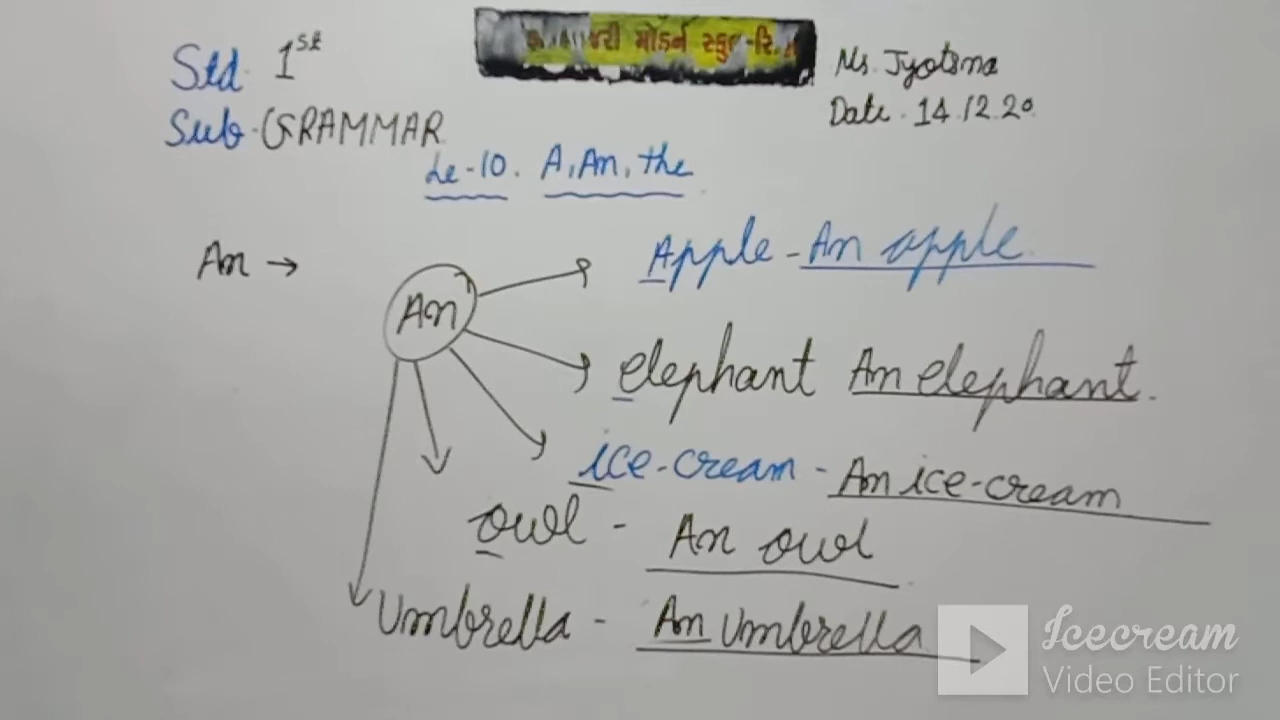 Std 1st
Sub - GRAMMAR
મોડર્ન સ્કુલ
Ms. Jyotsna
Date. 14.12.20
Le-10. A, An, the
An →
An
Apple - An apple.
elephant An elephant.
ice-cream - An ice-cream
owl - An owl
Umbrella - An Umbrella
Icecream
Video Editor